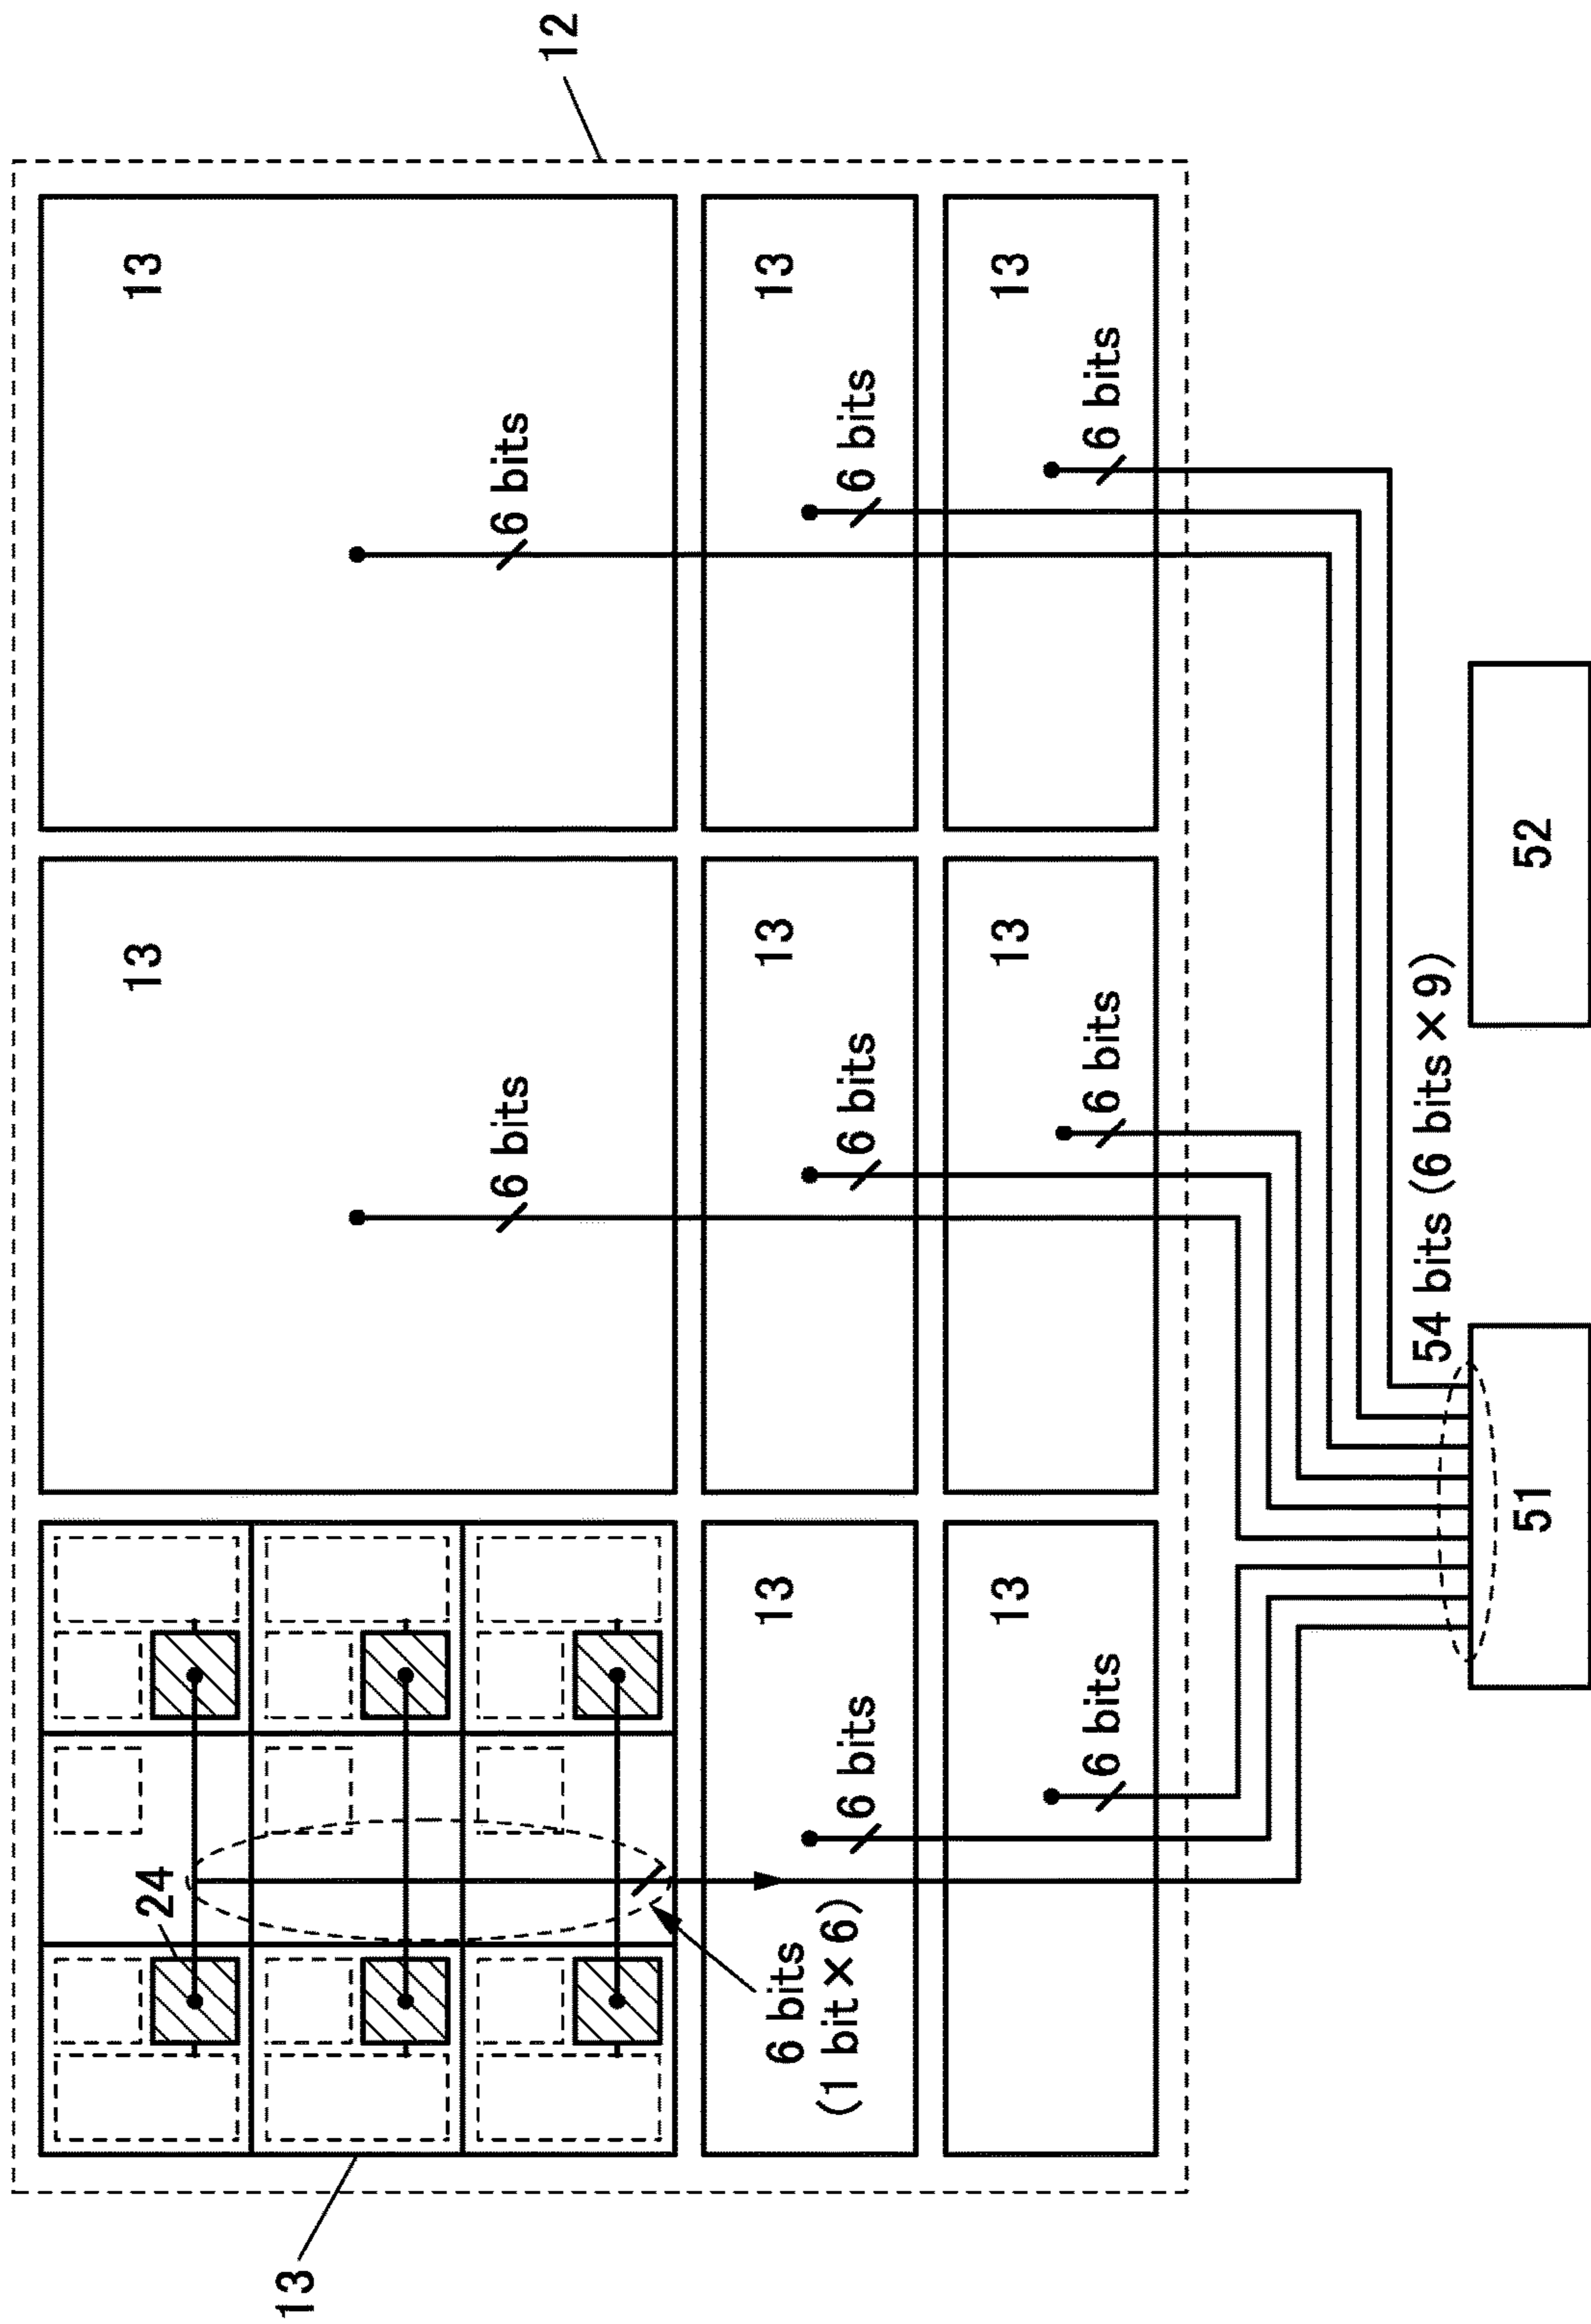 24
13
13
13
6 bits
6 bits
12
13
13
13
6 bits
(1 bit×6)
6 bits
6 bits
6 bits
13
13
13
6 bits
6 bits
6 bits
54 bits (6 bits×9)
51
52